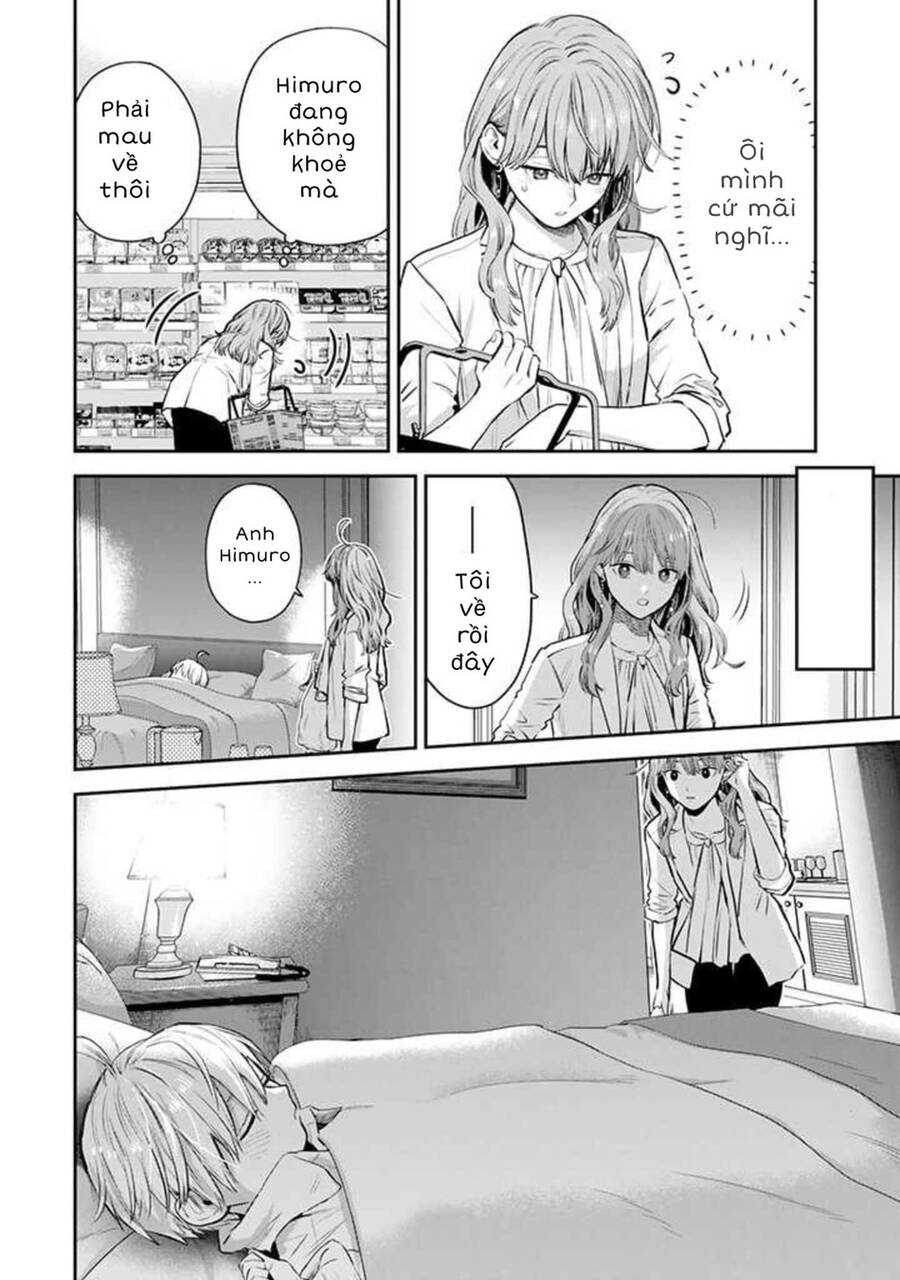 Ôi
mình
cứ mãi
nghĩ...
Himuro
đang
không
khoẻ
mà
Phải
mau
về
thôi
Tôi
về
rồi
đây
Anh
Himuro
...